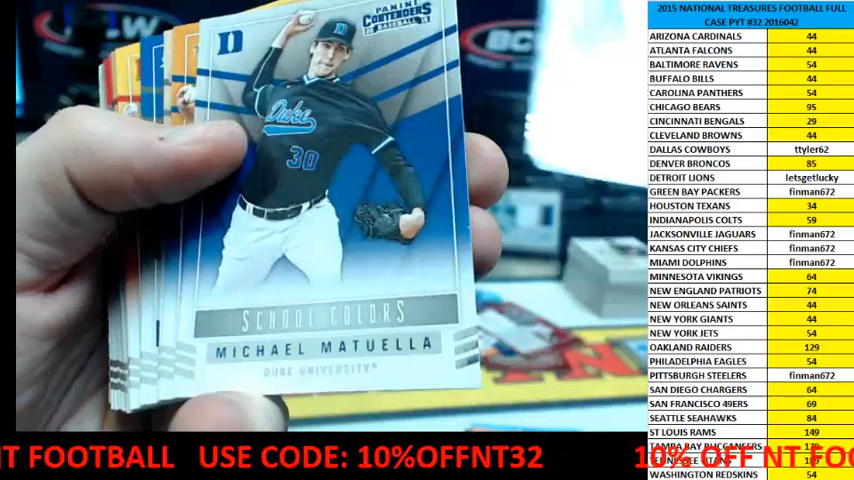 PANINI
CONTENDERS
BASEBALL
D
Duke
30
SCHOOL COLORS
MICHAEL MATUELLA
DUKE UNIVERSITY
2015 NATIONAL TREASURES FOOTBALL FULL
CASE PYT #32 2016042
ARIZONA CARDINALS 44
ATLANTA FALCONS 44
BALTIMORE RAVENS 54
BUFFALO BILLS 44
CAROLINA PANTHERS 54
CHICAGO BEARS 95
CINCINNATI BENGALS 29
CLEVELAND BROWNS 44
DALLAS COWBOYS ttyler62
DENVER BRONCOS 85
DETROIT LIONS letsgetlucky
GREEN BAY PACKERS finman672
HOUSTON TEXANS 34
INDIANAPOLIS COLTS 59
JACKSONVILLE JAGUARS finman672
KANSAS CITY CHIEFS finman672
MIAMI DOLPHINS finman672
MINNESOTA VIKINGS 64
NEW ENGLAND PATRIOTS 74
NEW ORLEANS SAINTS 44
NEW YORK GIANTS 44
NEW YORK JETS 54
OAKLAND RAIDERS 129
PHILADELPHIA EAGLES 54
PITTSBURGH STEELERS finman672
SAN DIEGO CHARGERS 64
SAN FRANCISCO 49ERS 69
SEATTLE SEAHAWKS 84
ST LOUIS RAMS 149
TAMPA BAY BUCCANEERS
TENNESSEE TITANS
WASHINGTON REDSKINS 54
NT FOOTBALL USE CODE: 10%OFFNT32 10% OFF NT FOO